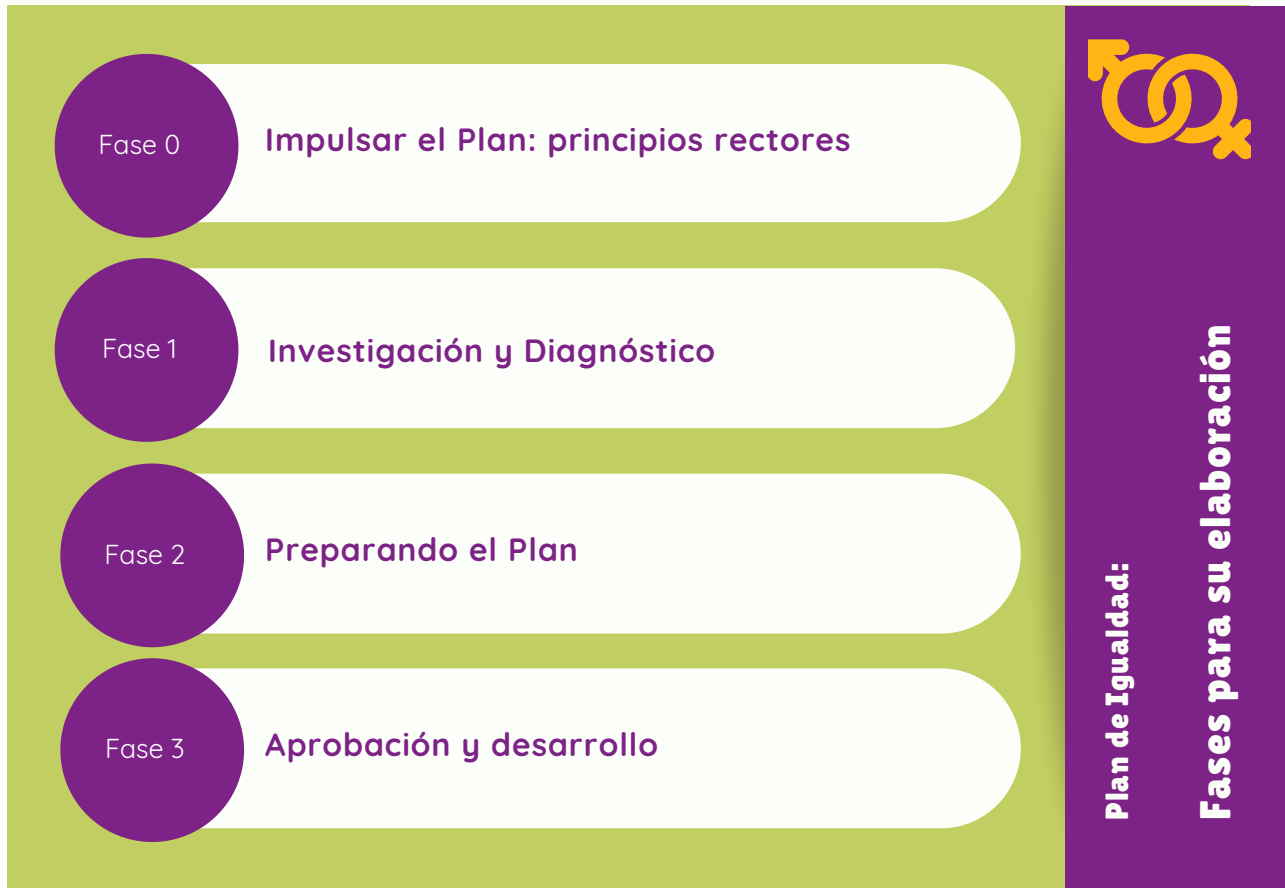 Fase 0
Impulsar el Plan: principios rectores
Fase 1
Investigación y Diagnóstico
Fase 2
Preparando el Plan
Fase 3
Aprobación y desarrollo
Plan de Igualdad:
Fases para su elaboración